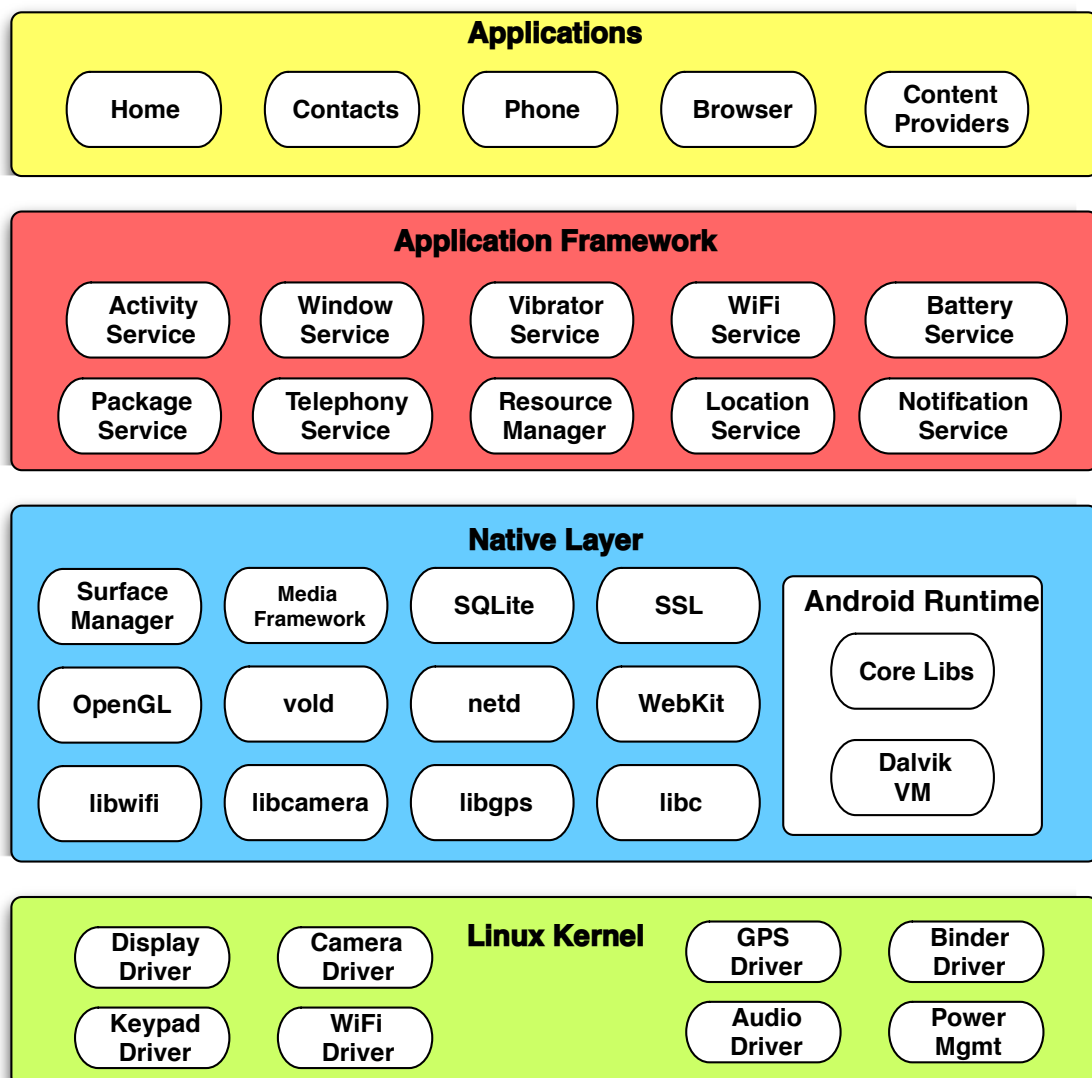 Applications
Home
Contacts
Phone
Browser
Content
Providers
Application Framework
Activity
Service
Window
Service
Vibrator
Service
WiFi
Service
Battery
Service
Package
Service
Telephony
Service
Resource
Manager
Location
Service
Notification
Service
Native Layer
Surface
Manager
Media
Framework
SQLite
SSL
OpenGL
vold
netd
WebKit
libwifi
libcamera
libgps
libc
Android Runtime
Core Libs
Dalvik
VM
Linux Kernel
Display
Driver
Camera
Driver
GPS
Driver
Binder
Driver
Keypad
Driver
WiFi
Driver
Audio
Driver
Power
Mgmt